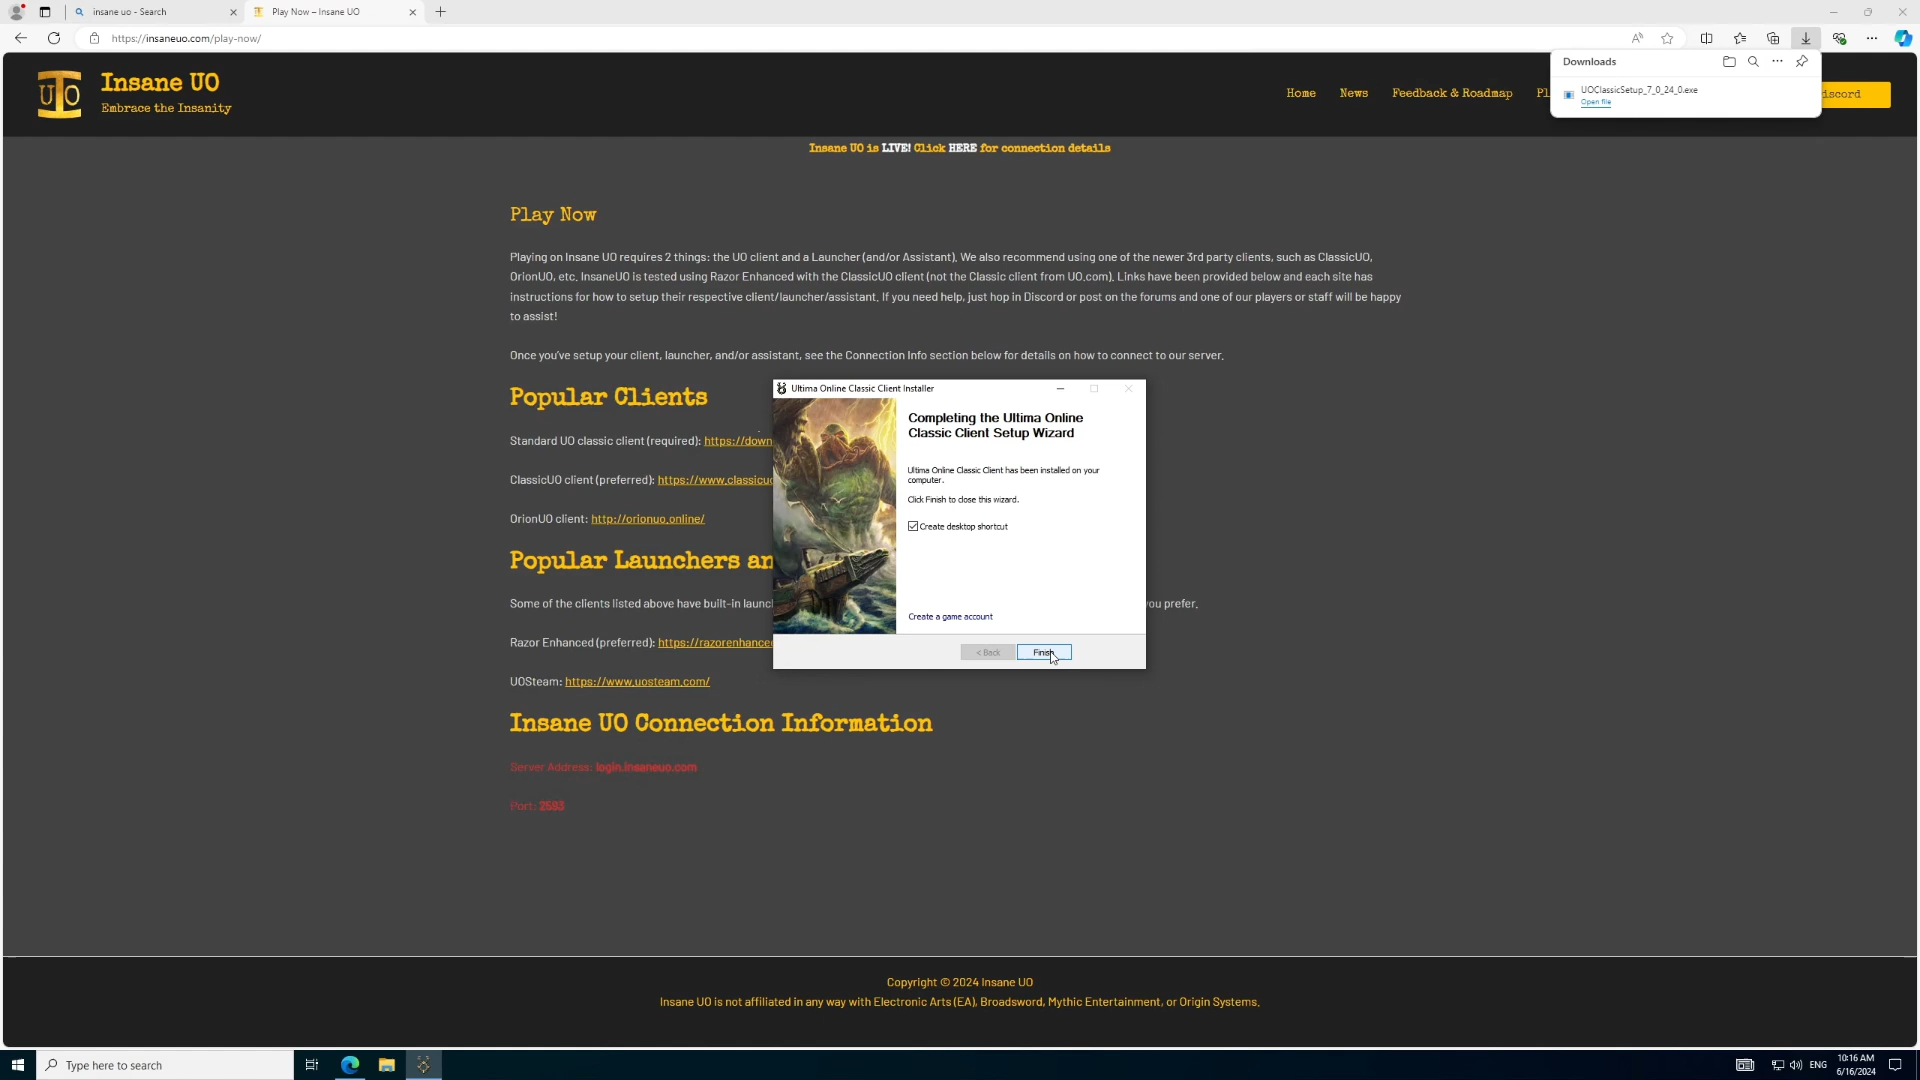 insane uo - Search
Play Now – Insane UO
https://insaneuo.com/play-now/
Downloads
UOClassicSetup_7_0_24_0.exe
Open file
UO
Insane UO
Embrace the Insanity
Home
News
Feedback & Roadmap
Insane UO is LIVE! Click HERE for connection details
Play Now
Playing on Insane UO requires 2 things: the UO client and a Launcher (and/or Assistant). We also recommend using one of the newer 3rd party clients, such as ClassicUO,
OrionUO, etc. InsaneUO is tested using Razor Enhanced with the ClassicUO client (not the Classic client from UO.com). Links have been provided below and each site has
instructions for how to setup their respective client/launcher/assistant. If you need help, just hop in Discord or post on the forums and one of our players or staff will be happy
to assist!
Once you've setup your client, launcher, and/or assistant, see the Connection Info section below for details on how to connect to our server.
Popular Clients
Standard UO classic client (required): https://down
ClassicUO client (preferred): https://www.classicuo
OrionUO client: http://orionuo.online/
Popular Launchers an
Some of the clients listed above have built-in launc
you prefer.
Razor Enhanced (preferred): https://razorenhance
UOSteam: https://www.uosteam.com/
Insane UO Connection Information
Server Address: login.insaneuo.com
Port: 2593
Ultima Online Classic Client Installer
Completing the Ultima Online
Classic Client Setup Wizard
Ultima Online Classic Client has been installed on your
computer.
Click Finish to close this wizard.
Create desktop shortcut
Create a game account
< Back
Finish
Copyright © 2024 Insane UO
Insane UO is not affiliated in any way with Electronic Arts (EA), Broadsword, Mythic Entertainment, or Origin Systems.
Type here to search
ENG
10:16 AM
6/16/2024